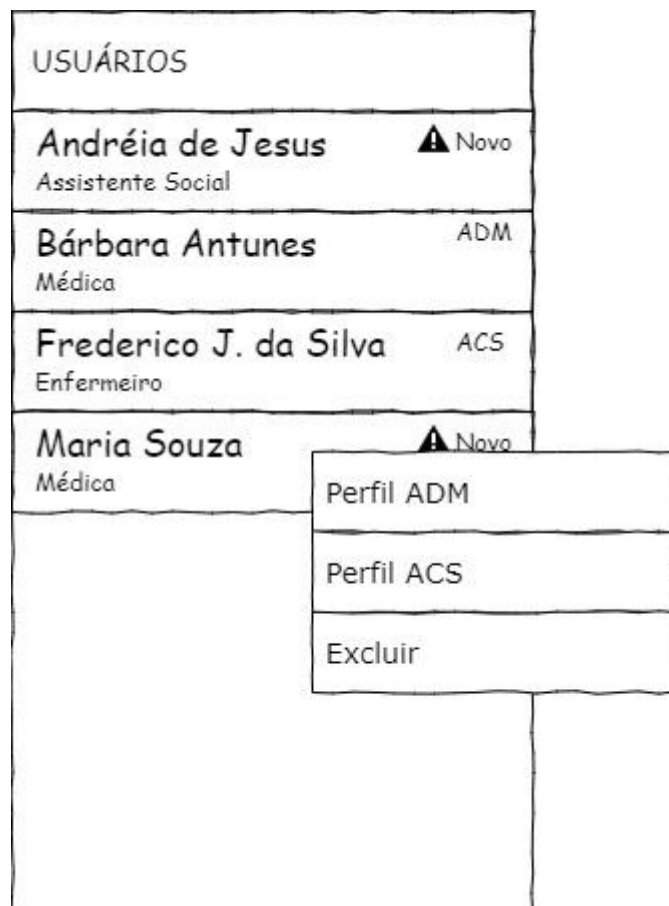 USUÁRIOS
Andréia de Jesus Novo
Assistente Social
Bárbara Antunes ADM
Médica
Frederico J. da Silva ACS
Enfermeiro
Maria Souza Novo
Médica
Perfil ADM
Perfil ACS
Excluir